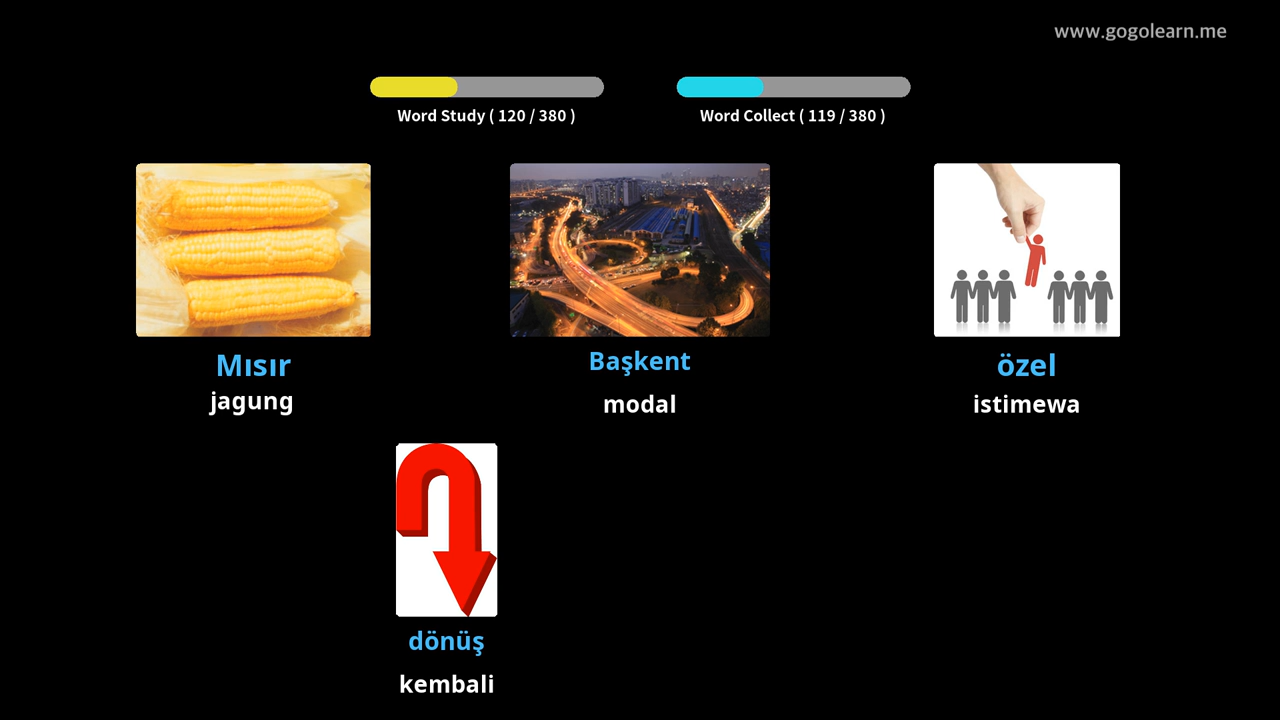 www.gogolearn.me
Word Study ( 120 / 380 )
Word Collect ( 119 / 380 )
Mısır
jagung
Başkent
modal
özel
istimewa
dönüş
kembali